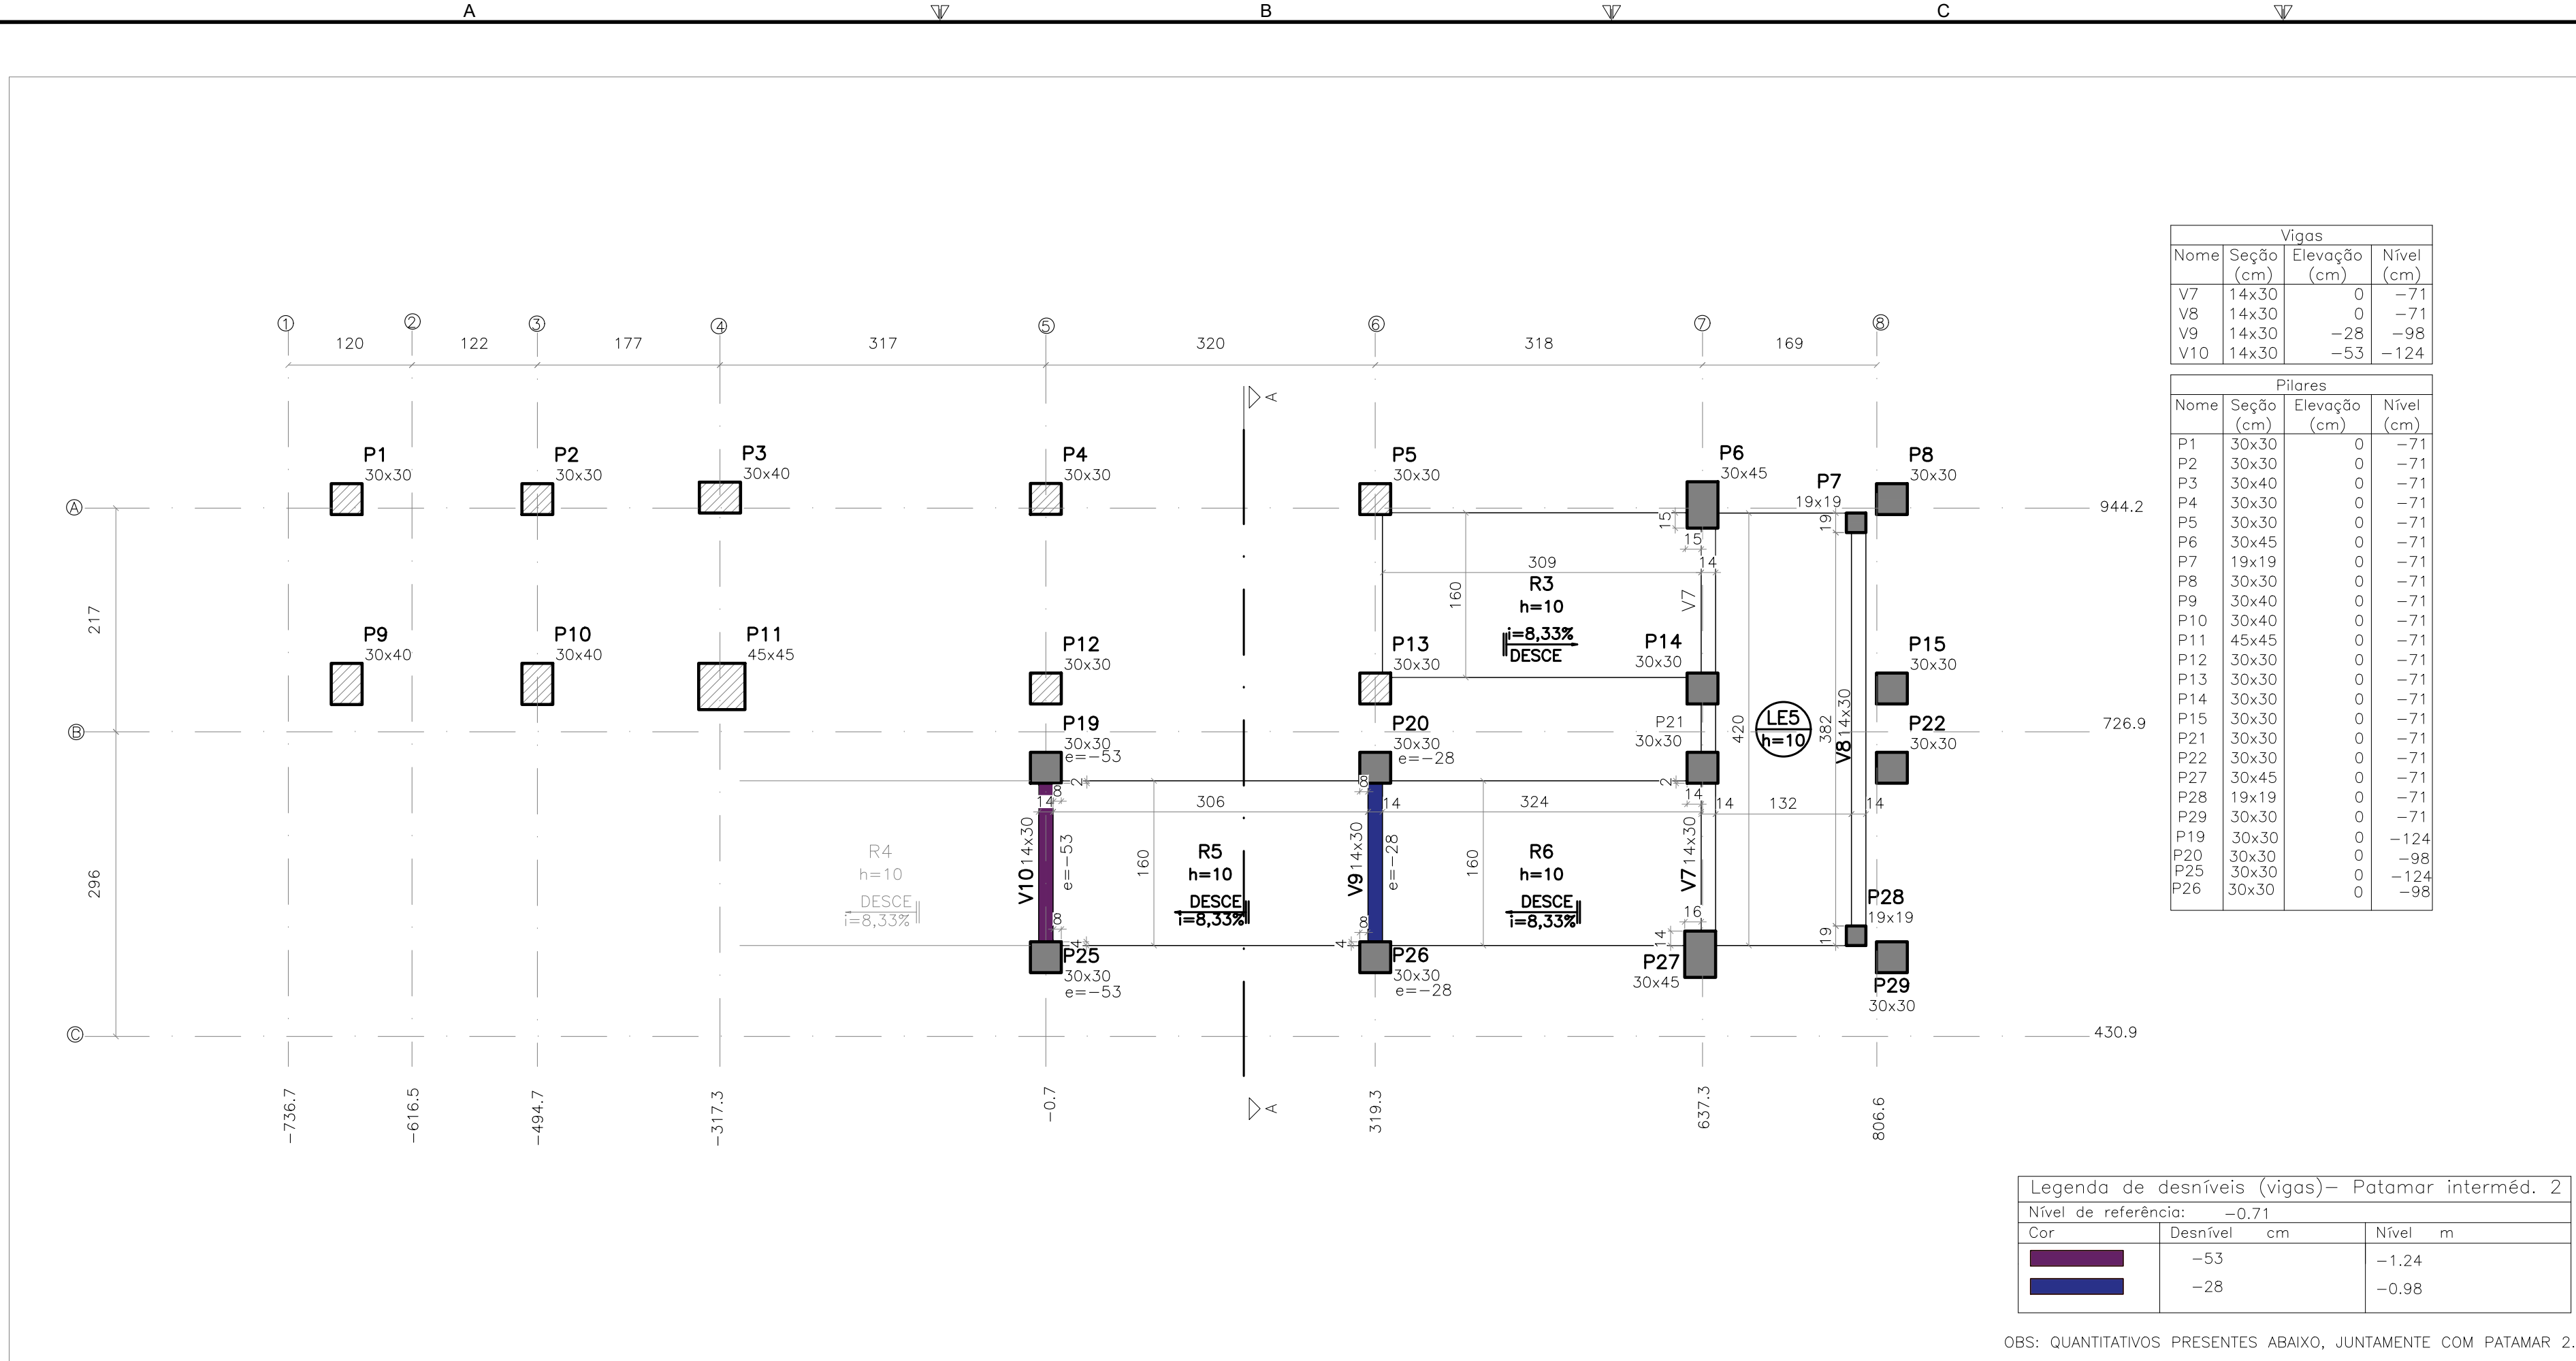 A B C
Vigas
Nome Seção (cm) Elevação (cm) Nível (cm)
V7 14x30 0 −71
V8 14x30 0 −71
V9 14x30 −28 −98
V10 14x30 −53 −124
Pilares
Nome Seção (cm) Elevação (cm) Nível (cm)
P1 30x30 0 −71
P2 30x30 0 −71
P3 30x40 0 −71
P4 30x30 0 −71
P5 30x30 0 −71
P6 30x45 0 −71
P7 19x19 0 −71
P8 30x30 0 −71
P9 30x40 0 −71
P10 30x40 0 −71
P11 45x45 0 −71
P12 30x30 0 −71
P13 30x30 0 −71
P14 30x30 0 −71
P15 30x30 0 −71
P21 30x30 0 −71
P22 30x30 0 −71
P27 30x45 0 −71
P28 19x19 0 −71
P29 30x30 0 −71
P19 30x30 0 −124
P20 30x30 0 −98
P25 30x30 0 −124
P26 30x30 0 −98
1 2 3 4 5 6 7 8
120 122 177 317 320 318 169
A
P1 P2 P3 P4 P5 P6 P7 P8
30x30 30x30 30x40 30x30 30x30 30x45 19x19 30x30
A 944.2
15 19
15
309 14
R3
h=10
160 V7
217
i=8,33%
DESCE
P9 P10 P11 P12 P13 P14 P15
30x40 30x40 45x45 30x30 30x30 30x30 30x30
P19 P20 P21 P22
30x30 30x30 30x30 30x30
e=−53 e=−28
B 726.9
LE5
h=10
420 382 V8 14x30
2 8 8 2
14 306 14 324 14 14 132 14
296
V10 14x30 e=−53 160 V9 14x30 e=−28 160 V7 14x30
R4 R5 R6
h=10 h=10 h=10
DESCE DESCE DESCE
i=8,33% i=8,33% i=8,33%
8 4 8 4 16 14 19
P28
19x19
P25 P26 P27 P29
30x30 30x30 30x45 30x30
e=−53 e=−28
C 430.9
−736.7 −616.5 −494.7 −317.3 −0.7 319.3 637.3 806.6
A
Legenda de desníveis (vigas)− Patamar interméd. 2
Nível de referência: −0.71
Cor Desnível cm Nível m
−53 −1.24
−28 −0.98
OBS: QUANTITATIVOS PRESENTES ABAIXO, JUNTAMENTE COM PATAMAR 2.